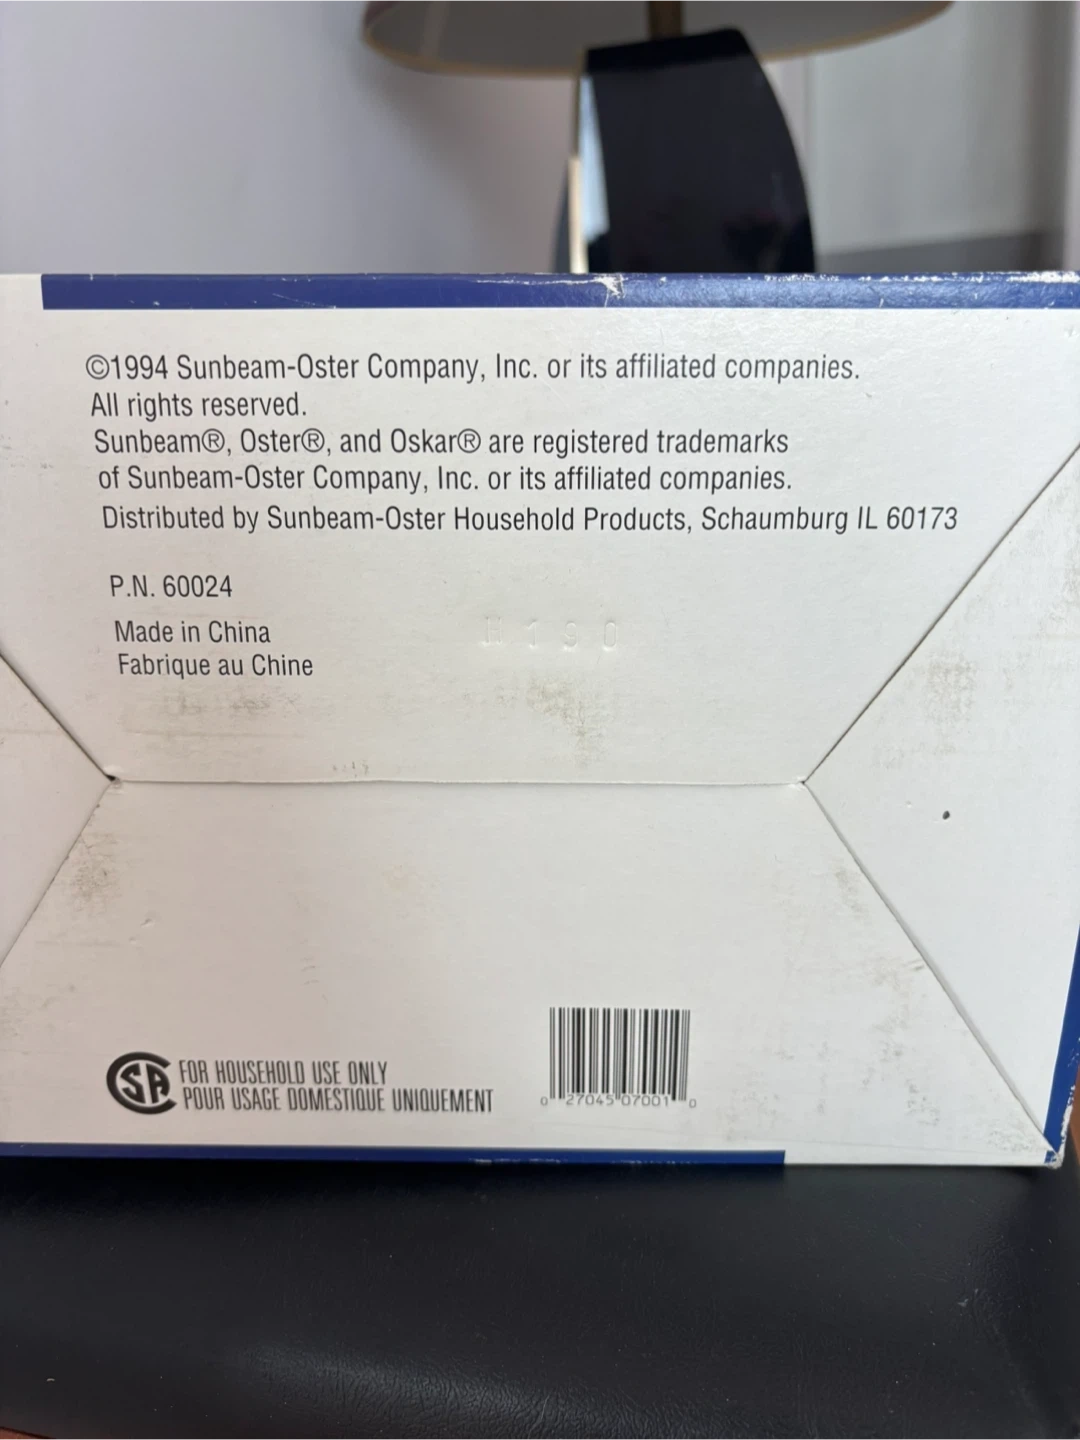 ©1994 Sunbeam-Oster Company, Inc. or its affiliated companies.
All rights reserved.
Sunbeam®, Oster®, and Oskar® are registered trademarks
of Sunbeam-Oster Company, Inc. or its affiliated companies.
Distributed by Sunbeam-Oster Household Products, Schaumburg IL 60173
P.N. 60024
Made in China
Fabrique au Chine
SA FOR HOUSEHOLD USE ONLY
POUR USAGE DOMESTIQUE UNIQUEMENT
0 27045 07001 0